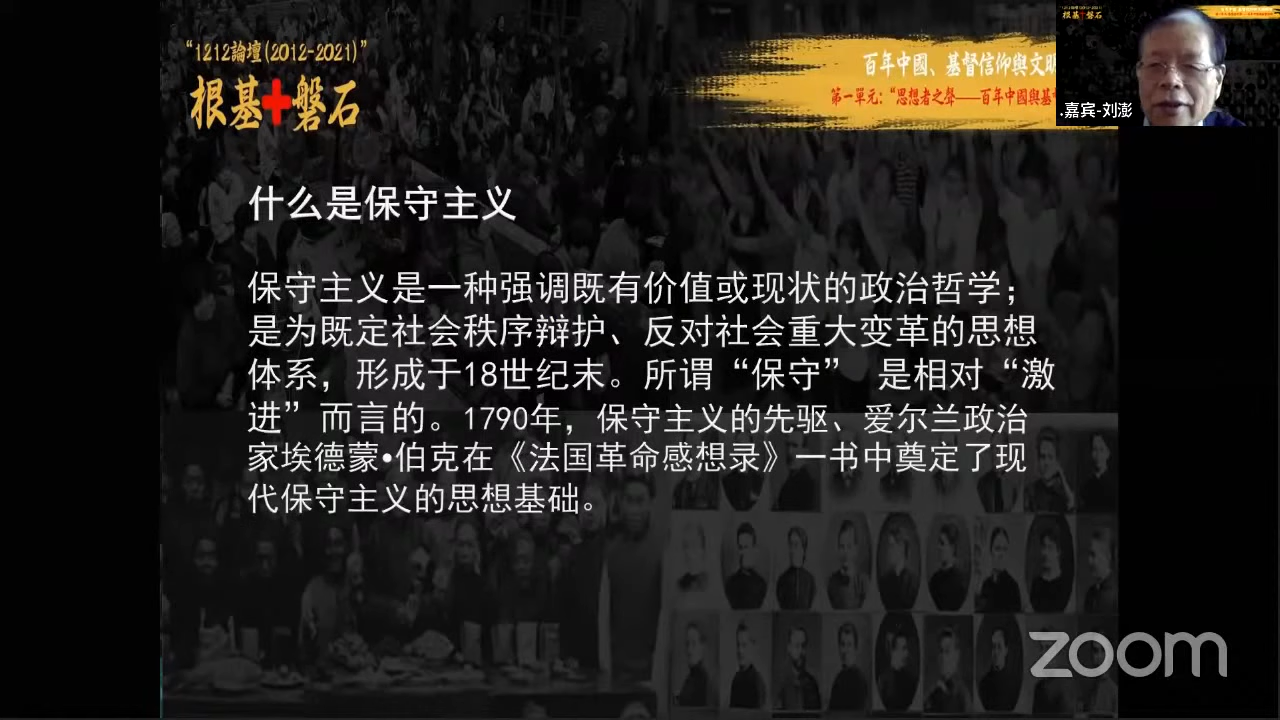 “1212論壇(2012-2021)”
根基✚磐石
百年中國、基督信仰與文明
第一單元:“思想者之聲——百年中國與基
根基✚磐石
.嘉宾-刘澎
什么是保守主义
保守主义是一种强调既有价值或现状的政治哲学;
是为既定社会秩序辩护、反对社会重大变革的思想
体系，形成于18世纪末。所谓“保守” 是相对“激
进”而言的。1790年，保守主义的先驱、爱尔兰政治
家埃德蒙•伯克在《法国革命感想录》一书中奠定了现
代保守主义的思想基础。
zoom